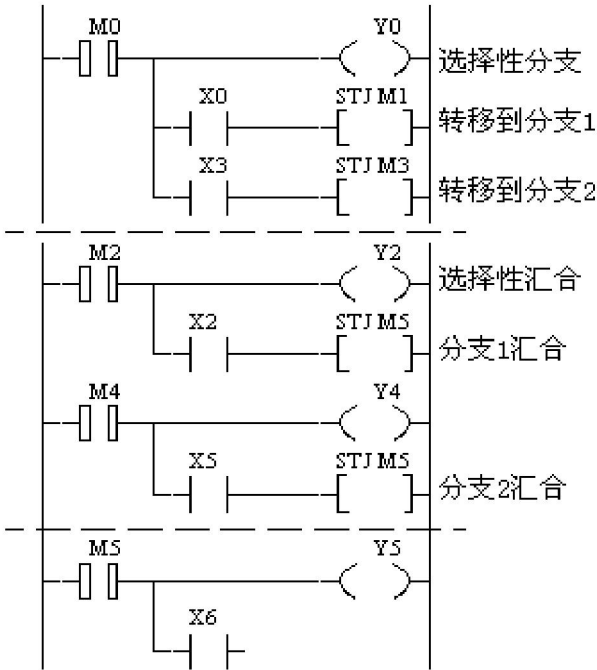 M0 Y0 选择性分支
X0 STJ M1 转移到分支1
X3 STJ M3 转移到分支2
M2 Y2 选择性汇合
X2 STJ M5 分支1汇合
M4 Y4
X5 STJ M5 分支2汇合
M5 Y5
X6